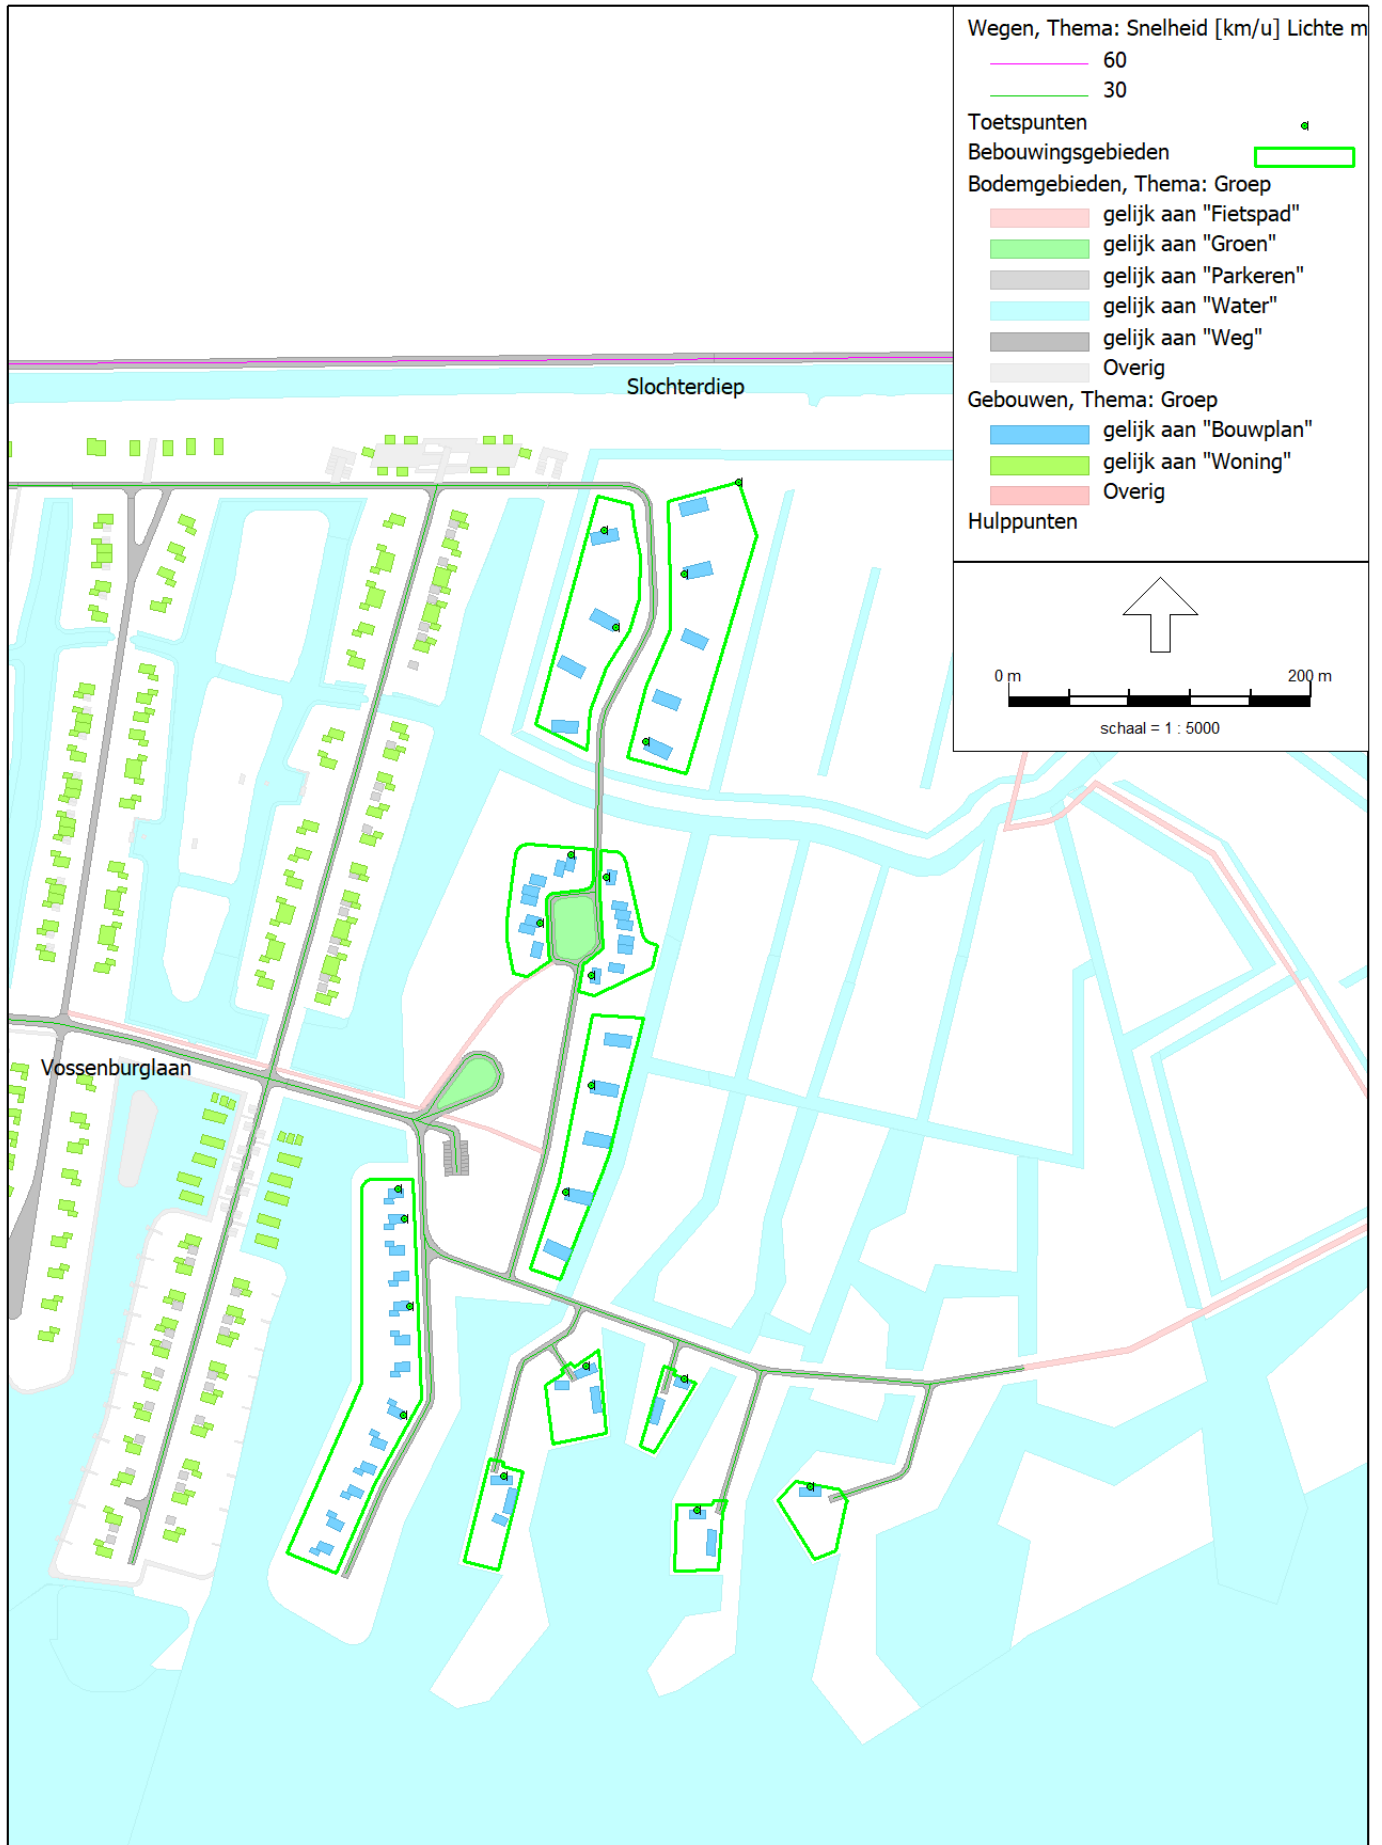 Wegen, Thema: Snelheid [km/u] Lichte m
60
30
Toetspunten
Bebouwingsgebieden
Bodemgebieden, Thema: Groep
gelijk aan "Fietspad"
gelijk aan "Groen"
gelijk aan "Parkeren"
gelijk aan "Water"
gelijk aan "Weg"
Overig
Gebouwen, Thema: Groep
gelijk aan "Bouwplan"
gelijk aan "Woning"
Overig
Hulppunten
0 m 200 m
schaal = 1 : 5000
Slochterdiep
Vossenburglaan